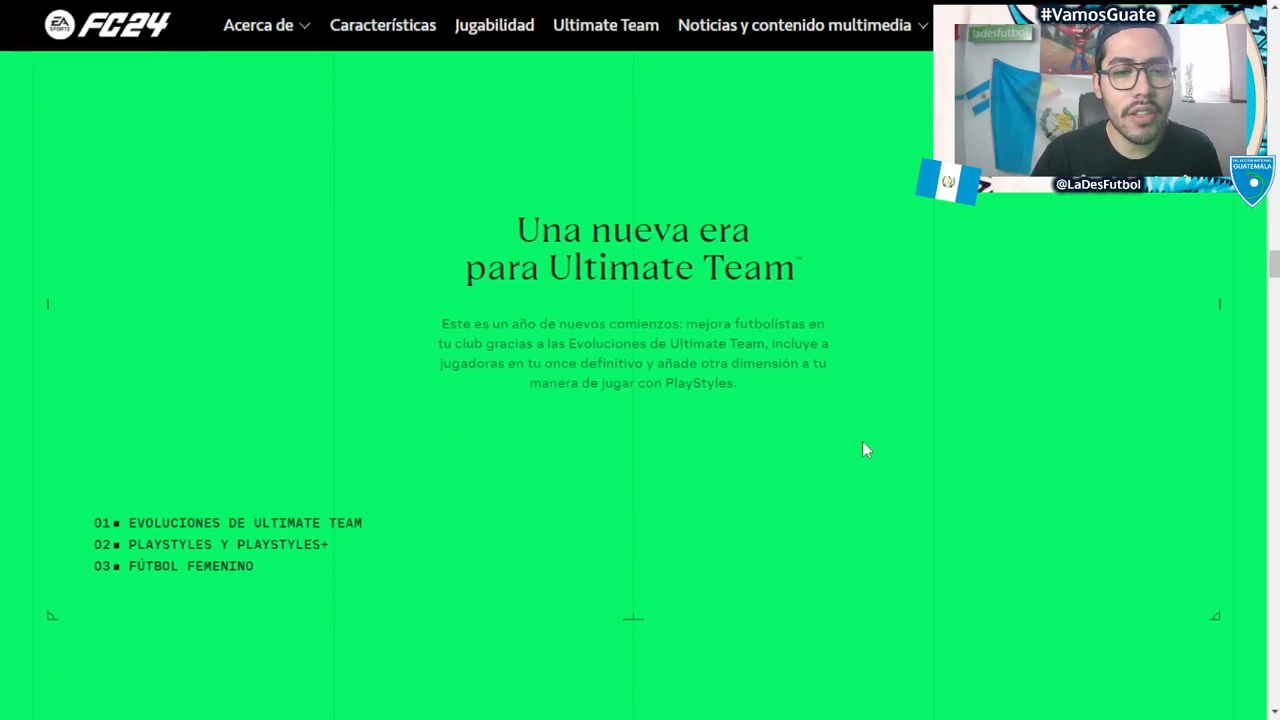 EA SPORTS FC24
Acerca de Características Jugabilidad Ultimate Team Noticias y contenido multimedia
#VamosGuate
ladesfutbol
GUATEMALA
@LaDesFutbol
Una nueva era
para Ultimate Team™
Este es un año de nuevos comienzos: mejora futbolistas en
tu club gracias a las Evoluciones de Ultimate Team, incluye a
jugadoras en tu once definitivo y añade otra dimensión a tu
manera de jugar con PlayStyles.
01■ EVOLUCIONES DE ULTIMATE TEAM
02■ PLAYSTYLES Y PLAYSTYLES+
03■ FÚTBOL FEMENINO